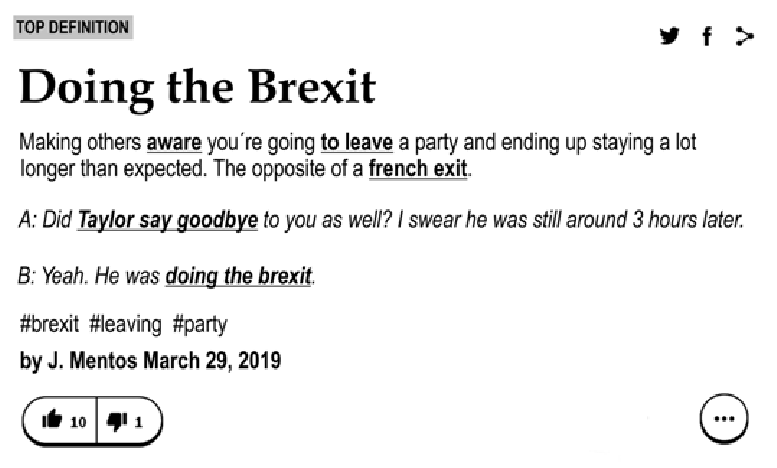 TOP DEFINITION
Doing the Brexit
Making others aware you´re going to leave a party and ending up staying a lot
longer than expected. The opposite of a french exit.
A: Did Taylor say goodbye to you as well? I swear he was still around 3 hours later.
B: Yeah. He was doing the brexit.
#brexit #leaving #party
by J. Mentos March 29, 2019
10 1